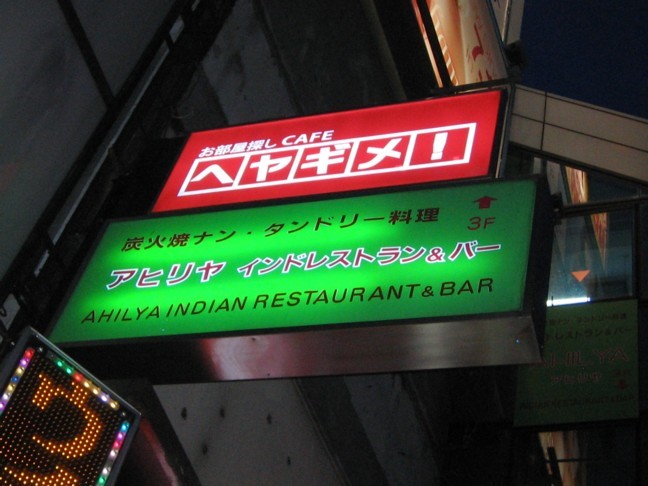 お部屋探し CAFE
ヘヤギメ!
炭火焼ナン・タンドリー料理
3F
アヒリヤ インドレストラン&バー
AHILYA INDIAN RESTAURANT & BAR